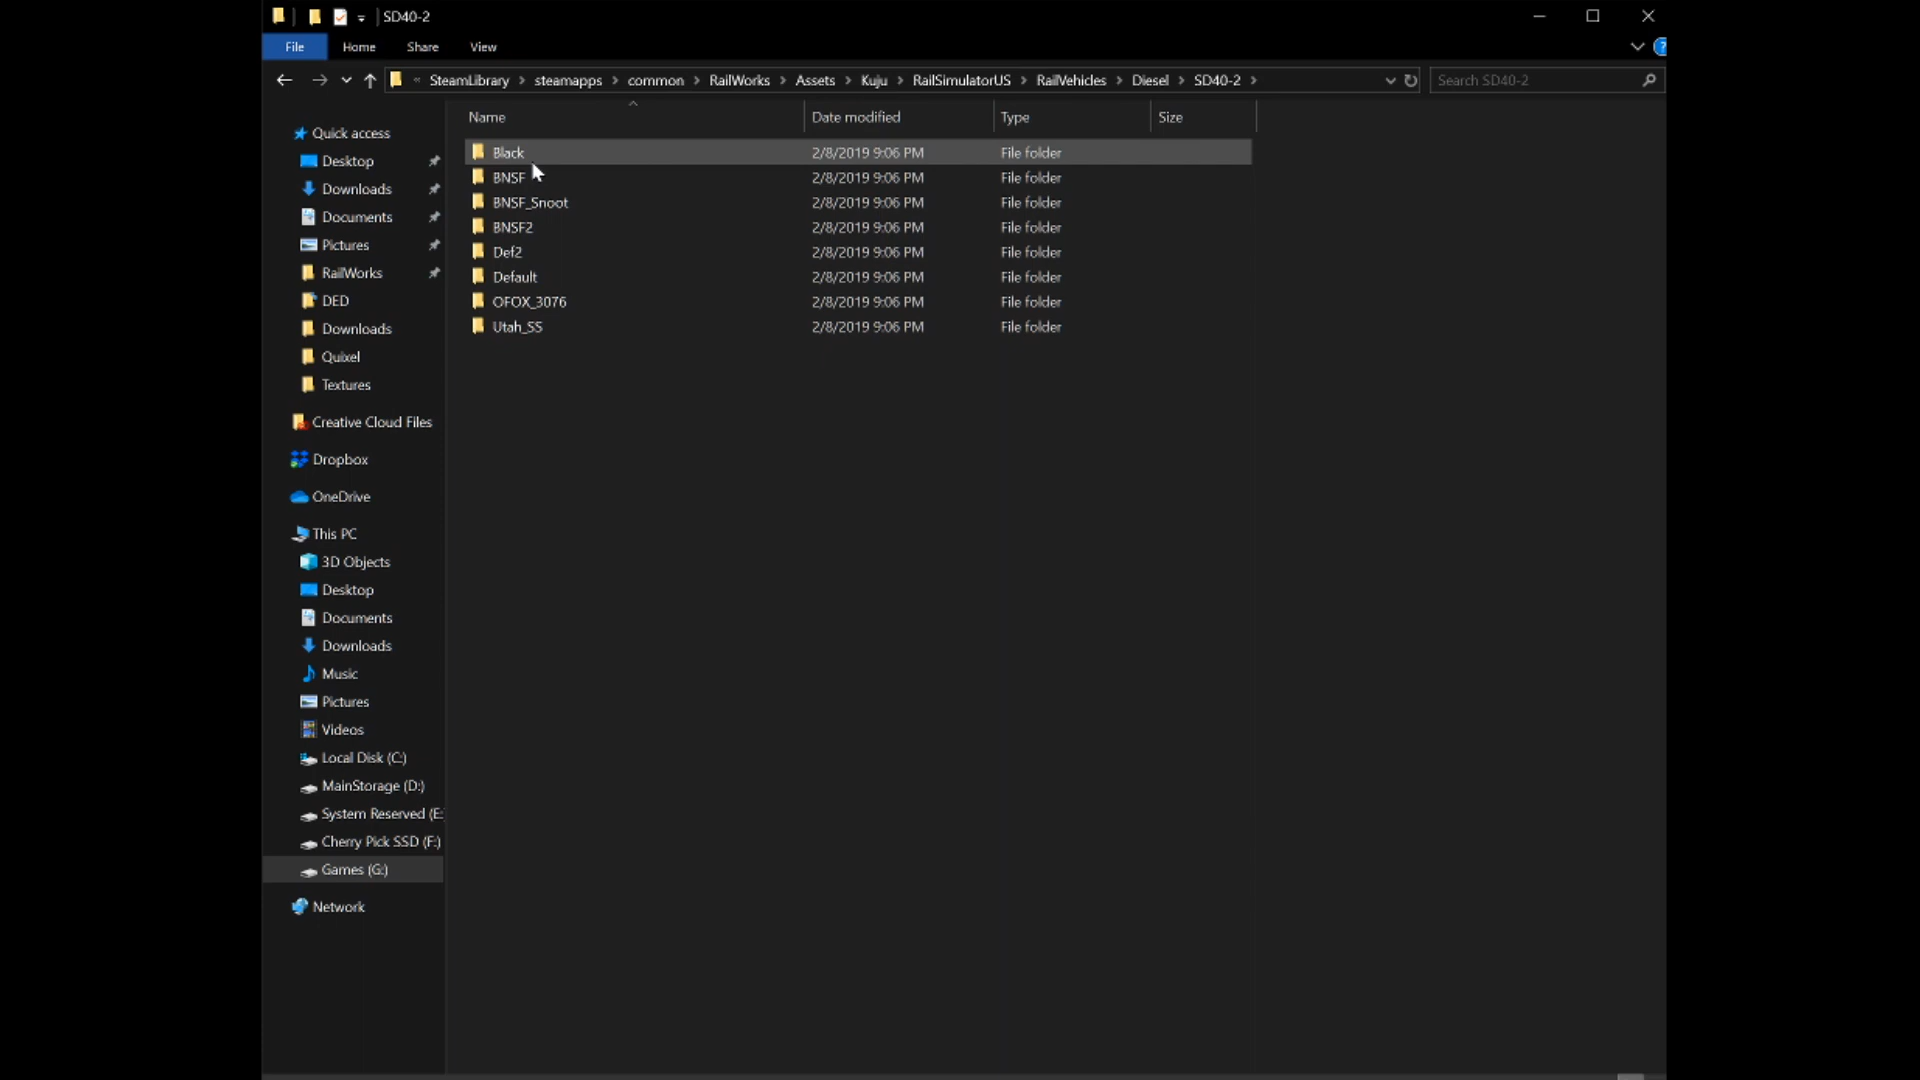 SD40-2
File Home Share View ?
« SteamLibrary › steamapps › common › RailWorks › Assets › Kuju › RailSimulatorUS › RailVehicles › Diesel › SD40-2 › Search SD40-2
Name Date modified Type Size
Black 2/8/2019 9:06 PM File folder
BNSF 2/8/2019 9:06 PM File folder
BNSF_Snoot 2/8/2019 9:06 PM File folder
BNSF2 2/8/2019 9:06 PM File folder
Def2 2/8/2019 9:06 PM File folder
Default 2/8/2019 9:06 PM File folder
OFOX_3076 2/8/2019 9:06 PM File folder
Utah_SS 2/8/2019 9:06 PM File folder
Quick access
Desktop
Downloads
Documents
Pictures
RailWorks
DED
Downloads
Quixel
Textures
Creative Cloud Files
Dropbox
OneDrive
This PC
3D Objects
Desktop
Documents
Downloads
Music
Pictures
Videos
Local Disk (C:)
MainStorage (D:)
System Reserved (E:
Cherry Pick SSD (F:)
Games (G:)
Network